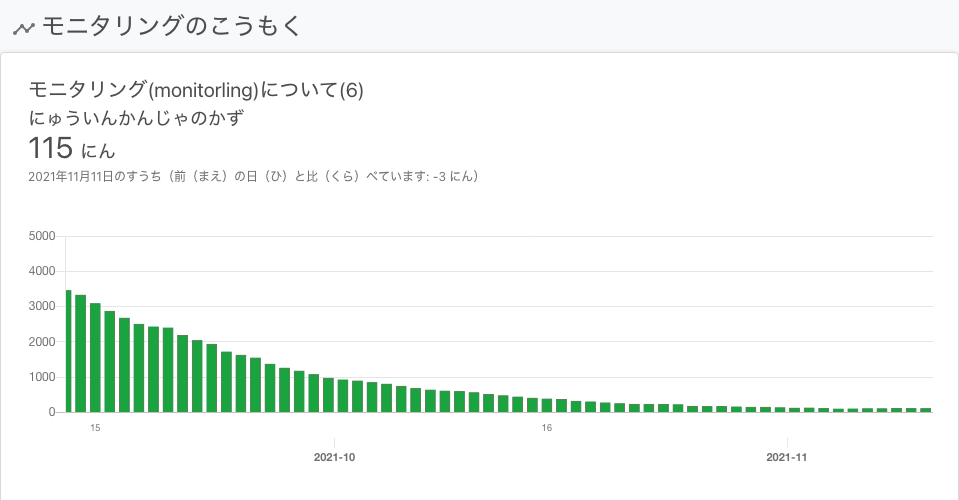 モニタリングのこうもく
モニタリング(monitorling)について(6)
にゅういんかんじゃのかず
115 にん
2021年11月11日のすうち（前（まえ）の日（ひ）と比（くら）べています: -3 にん）
5000
4000
3000
2000
1000
0
15
16
2021-10
2021-11